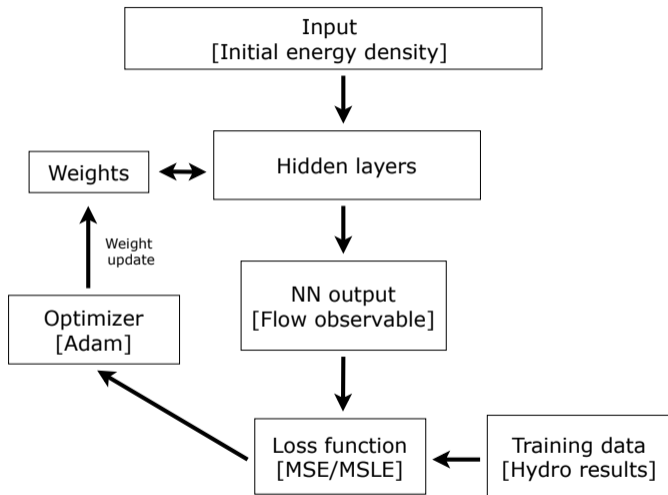 Input
[Initial energy density]
Weights
Hidden layers
Weight
update
NN output
[Flow observable]
Optimizer
[Adam]
Loss function
[MSE/MSLE]
Training data
[Hydro results]